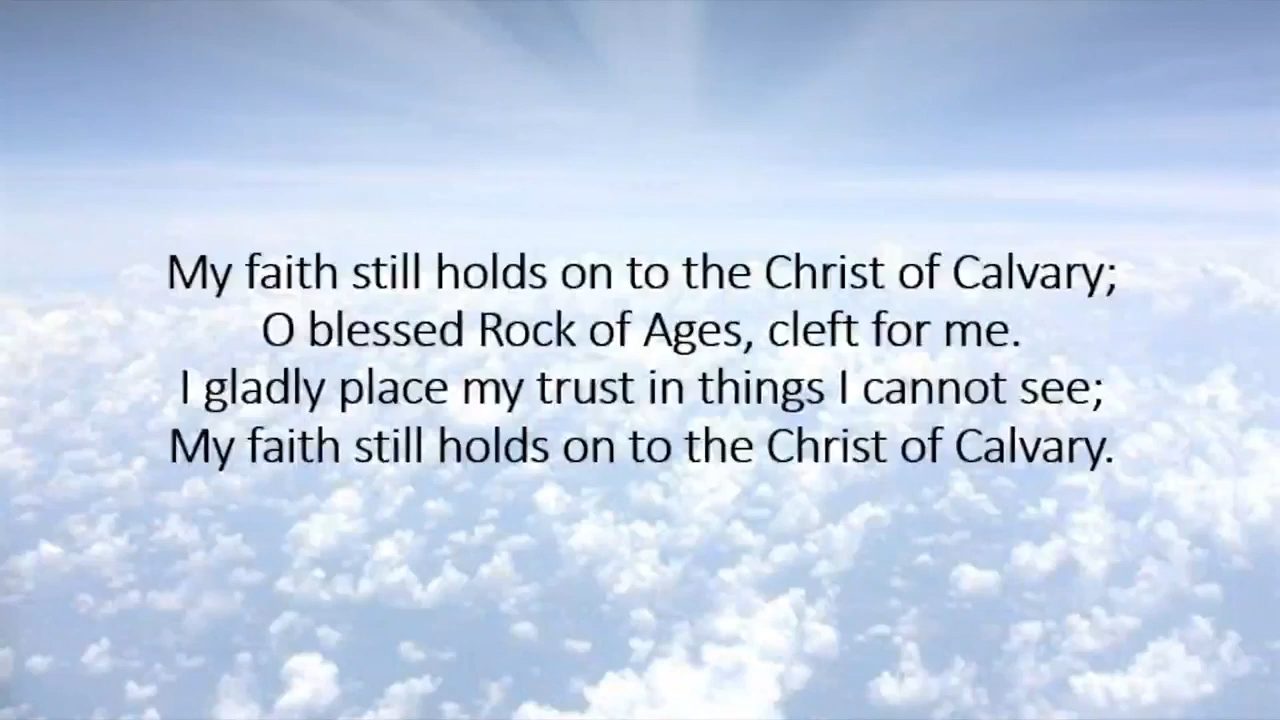 My faith still holds on to the Christ of Calvary;
O blessed Rock of Ages, cleft for me.
I gladly place my trust in things I cannot see;
My faith still holds on to the Christ of Calvary.